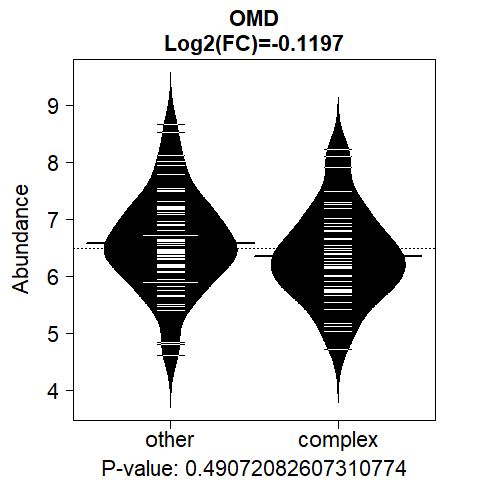 OMD
Log2(FC)=-0.1197
Abundance
9
8
7
6
5
4
other complex
P-value: 0.49072082607310774